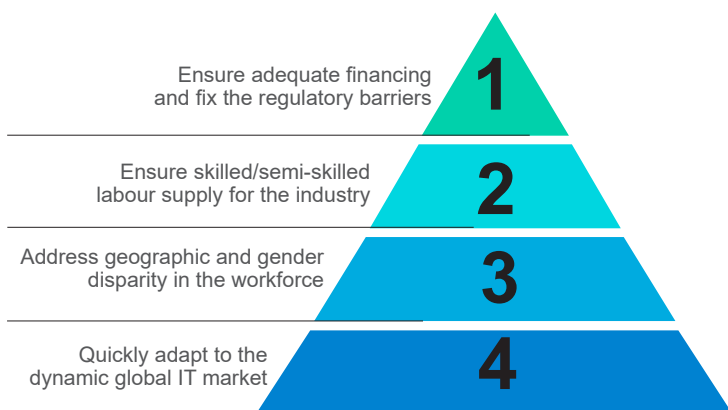 Ensure adequate financing
and fix the regulatory barriers
1
Ensure skilled/semi-skilled
labour supply for the industry
2
Address geographic and gender
disparity in the workforce
3
Quickly adapt to the
dynamic global IT market
4